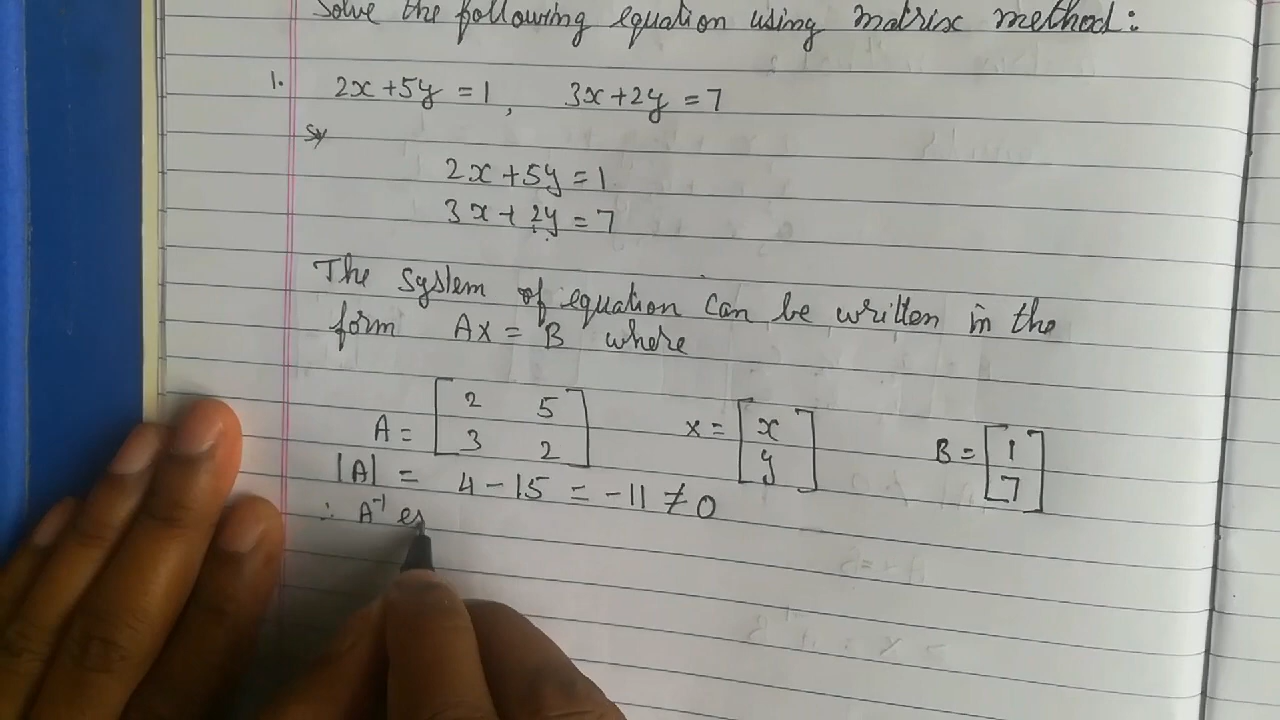 Solve the following equation using matrix method:
1. 2x+5y=1, 3x+2y=7
2x+5y=1
3x+2y=7
The system of equation can be written in the
form AX = B where
A = [2 5 3 2] X = [x y] B = [1 7]
|A| = 4-15 = -11 ≠ 0
∴ A⁻¹